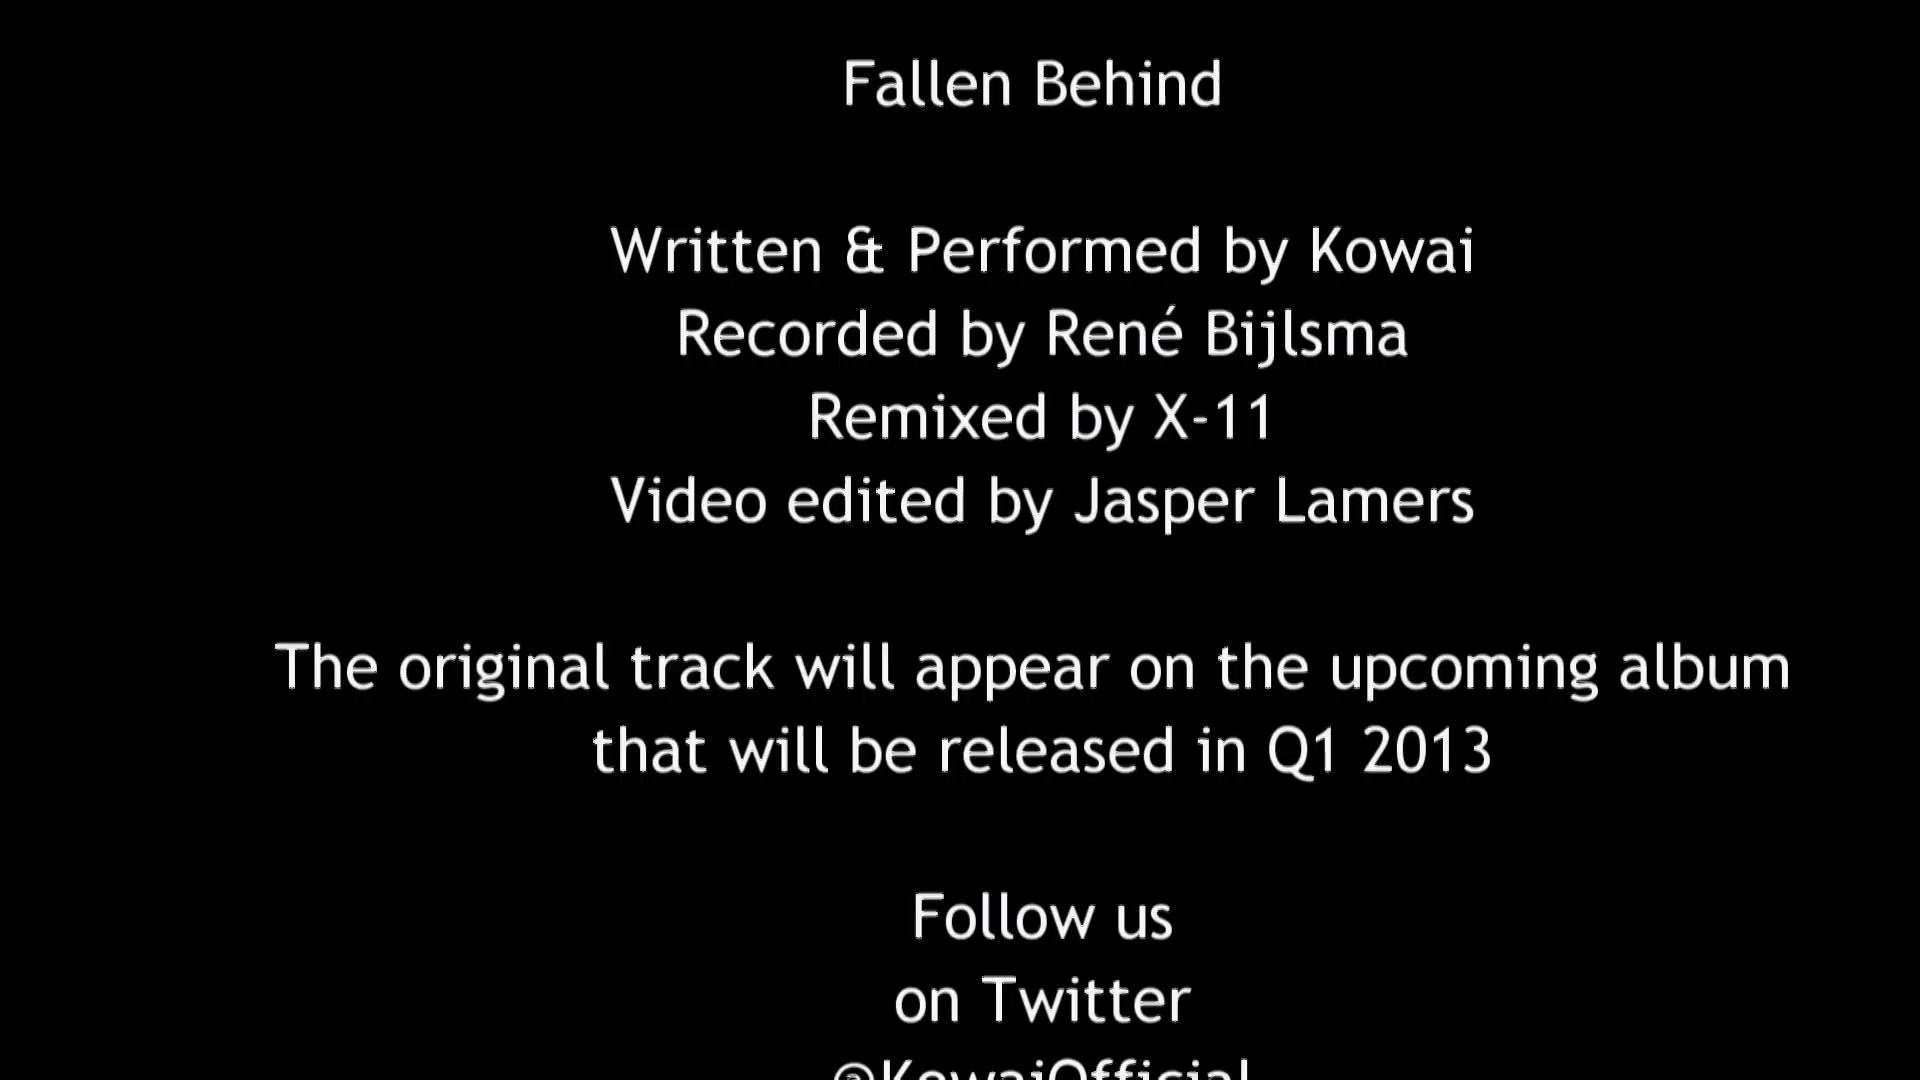 Fallen Behind
Written & Performed by Kowai
Recorded by René Bijlsma
Remixed by X-11
Video edited by Jasper Lamers
The original track will appear on the upcoming album
that will be released in Q1 2013
Follow us
on Twitter
@KowaiOfficial